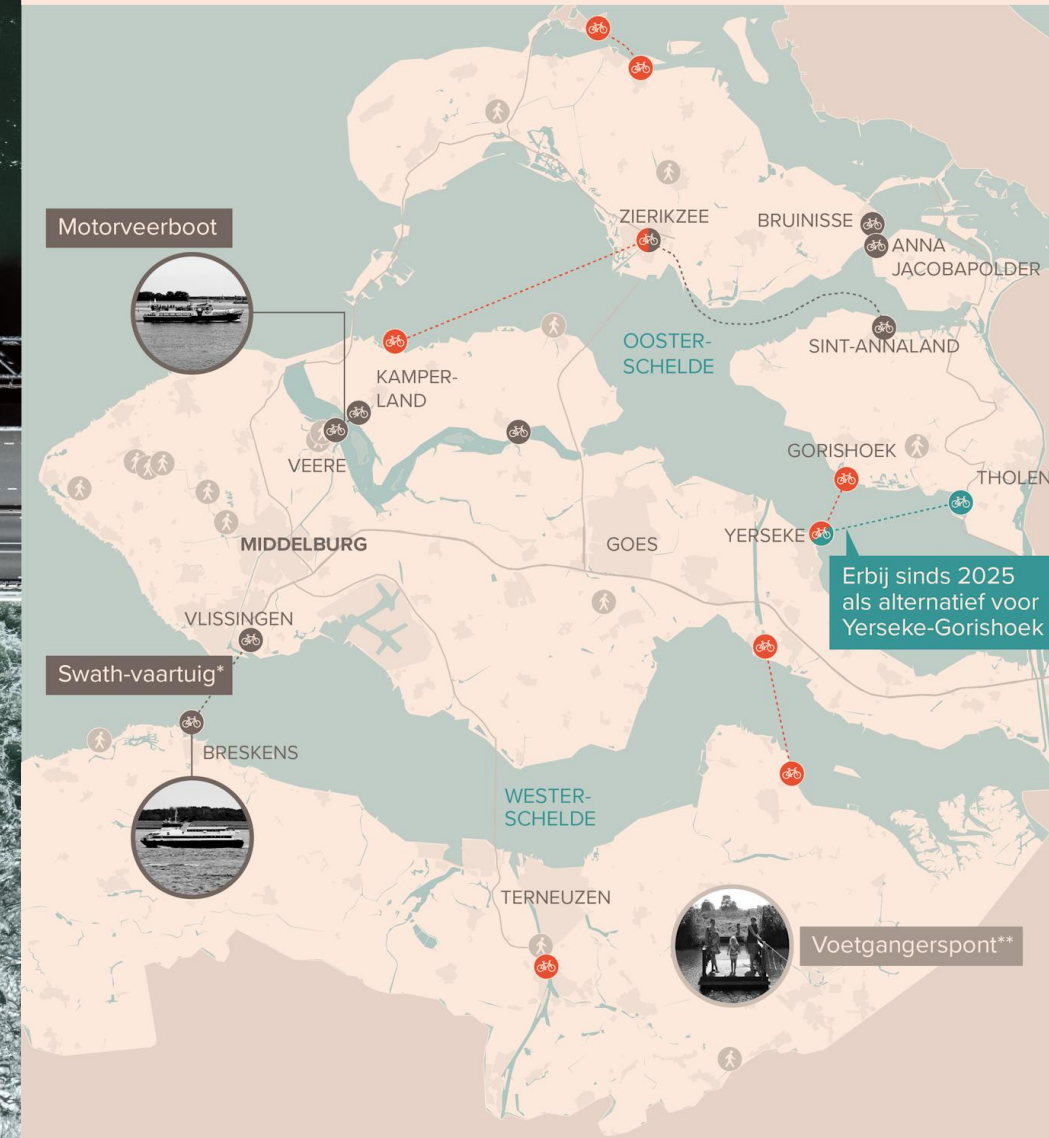 ZIERIKZEE
BRUINISSE
ANNA
JACOBAPOLDER
Motorveerboot
OOSTER-
SCHELDE
SINT-ANNALAND
KAMPER-
LAND
VEERE
GORISHOEK
THOLEN
MIDDELBURG
GOES
YERSEKE
Erbij sinds 2025
als alternatief voor
Yerseke-Gorishoek
VLISSINGEN
Swath-vaartuig*
BRESKENS
WESTER-
SCHELDE
TERNEUZEN
Voetgangerspont**